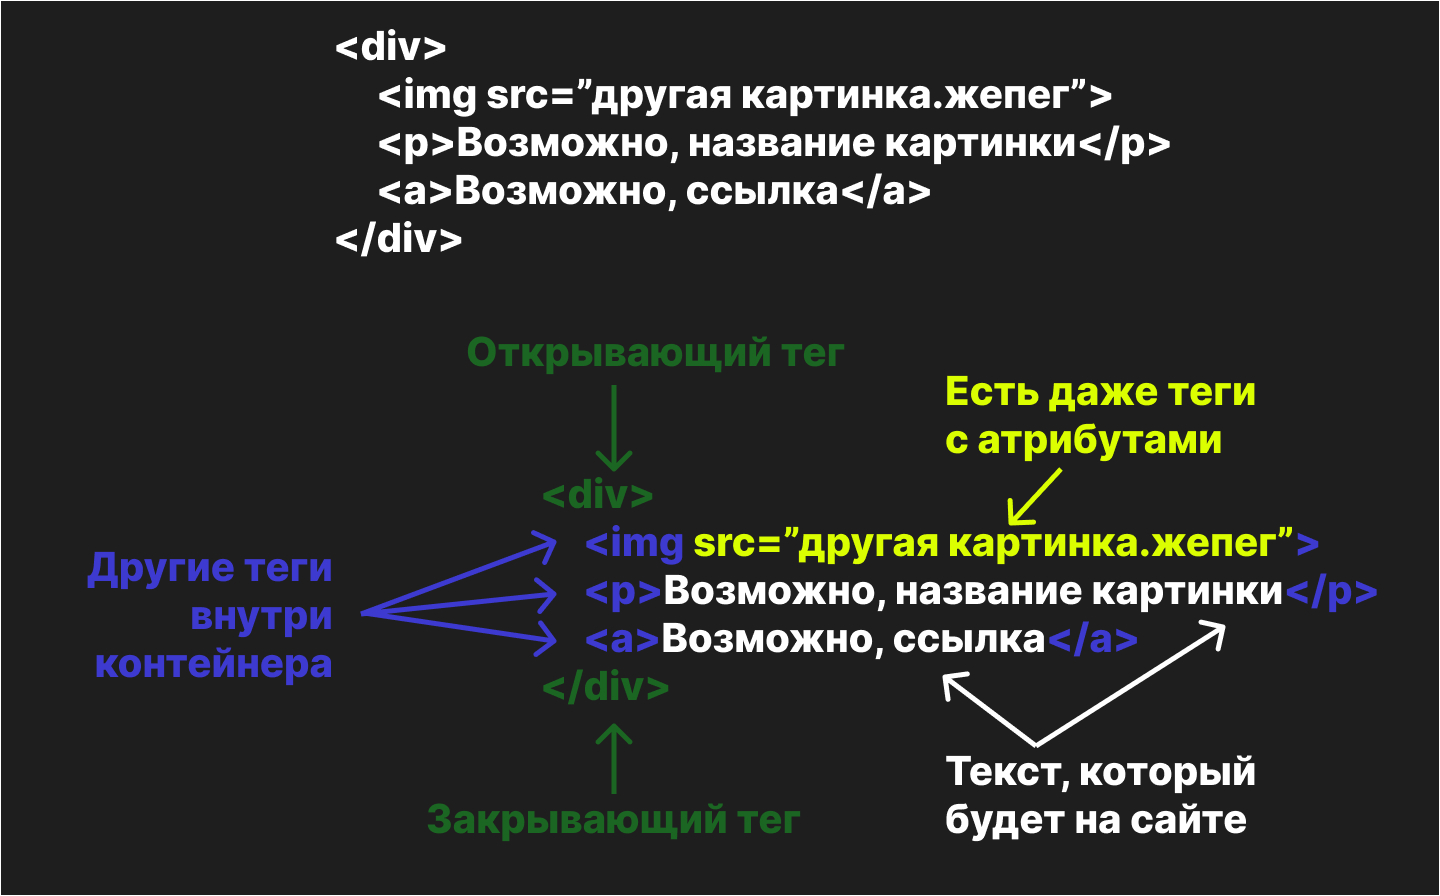 <div>
<img src=”другая картинка.жепег”>
<p>Возможно, название картинки</p>
<a>Возможно, ссылка</a>
</div>
Открывающий тег
Есть даже теги
с атрибутами
<div>
<img src=”другая картинка.жепег”>
<p>Возможно, название картинки</p>
<a>Возможно, ссылка</a>
</div>
Другие теги
внутри
контейнера
Закрывающий тег
Текст, который
будет на сайте